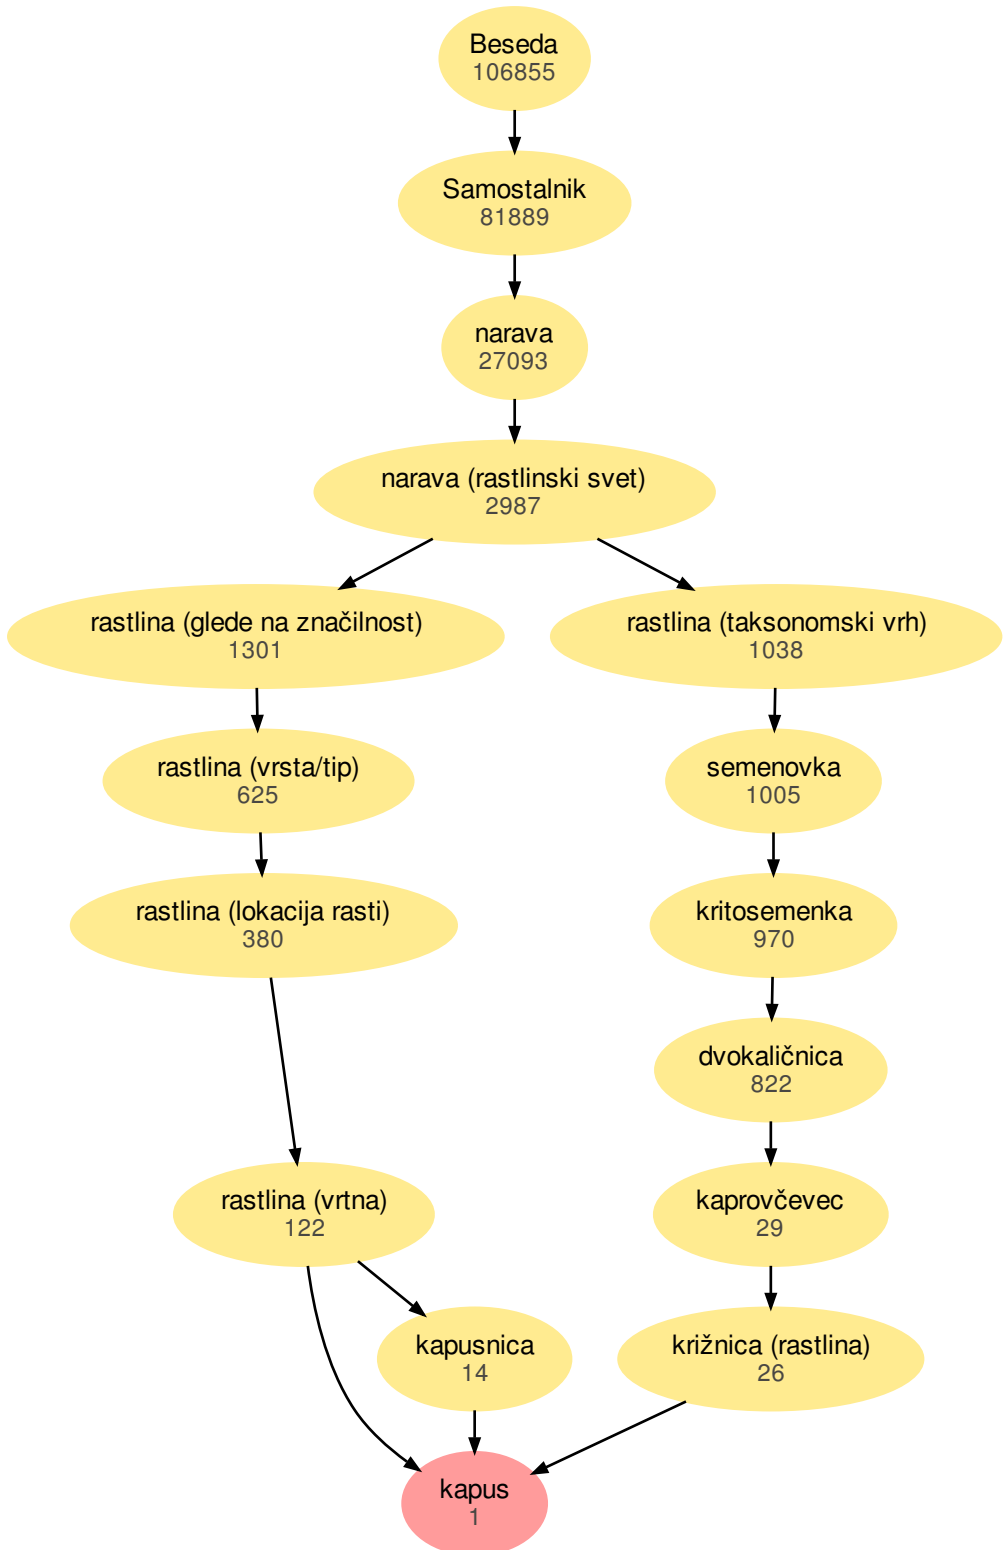 Beseda
106855
Samostalnik
81889
narava
27093
narava (rastlinski svet)
2987
rastlina (glede na značilnost)
1301
rastlina (taksonomski vrh)
1038
rastlina (vrsta/tip)
625
semenovka
1005
rastlina (lokacija rasti)
380
kritosemenka
970
dvokaličnica
822
rastlina (vrtna)
122
kaprovčevec
29
kapusnica
14
križnica (rastlina)
26
kapus
1